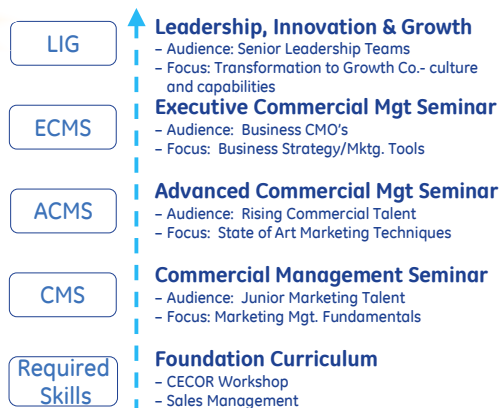 LIG
Leadership, Innovation & Growth
– Audience: Senior Leadership Teams
– Focus: Transformation to Growth Co.- culture
and capabilities
ECMS
Executive Commercial Mgt Seminar
– Audience: Business CMO's
– Focus: Business Strategy/Mktg. Tools
ACMS
Advanced Commercial Mgt Seminar
– Audience: Rising Commercial Talent
– Focus: State of Art Marketing Techniques
CMS
Commercial Management Seminar
– Audience: Junior Marketing Talent
– Focus: Marketing Mgt. Fundamentals
Required
Skills
Foundation Curriculum
– CECOR Workshop
– Sales Management